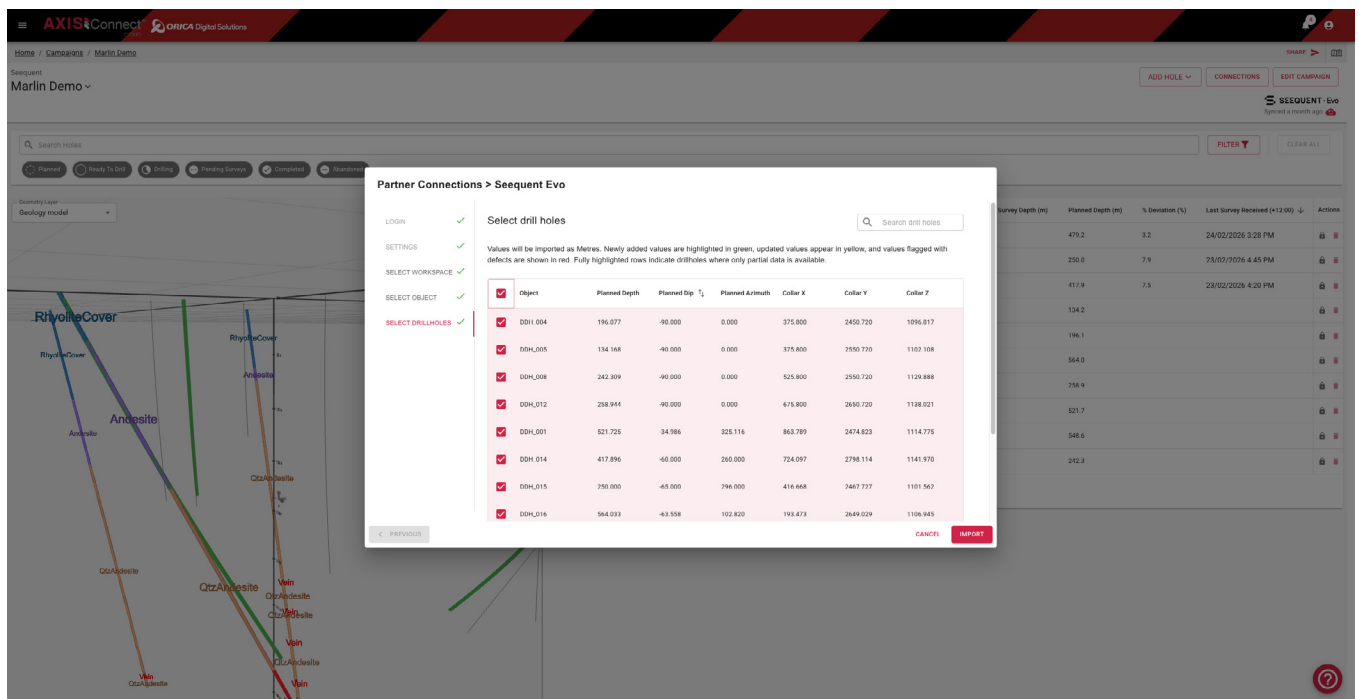 AXIS Connect ORICA Digital Solutions
Home / Campaigns / Marlin Demo
SHARE
Seequent
Marlin Demo
ADD HOLE
CONNECTIONS
EDIT CAMPAIGN
SEEQUENT · Evo
Synced a month ago
Search Holes
FILTER
CLEAR ALL
Planned
Ready To Drill
Drilling
Pending Surveys
Completed
Abandoned
Geometry Layer
Geology model
Survey Depth (m) Planned Depth (m) % Deviation (%) Last Survey Received (+12:00) Actions
479.2 3.2 24/02/2026 3:28 PM
250.0 7.9 23/02/2026 4:45 PM
417.9 7.6 23/02/2026 4:20 PM
134.2
196.1
564.0
258.9
521.7
548.6
242.3
Partner Connections > Seequent Evo
LOGIN
SETTINGS
SELECT WORKSPACE
SELECT OBJECT
SELECT DRILLHOLES
Select drill holes
Search drill holes
Values will be imported as Metres. Newly added values are highlighted in green, updated values appear in yellow, and values flagged with
defects are shown in red. Fully highlighted rows indicate drillholes where only partial data is available.
Object Planned Depth Planned Dip Planned Azimuth Collar X Collar Y Collar Z
DDH_004 196.077 -90.000 0.000 375.800 2450.720 1096.817
DDH_005 134.168 -90.000 0.000 375.800 2550.720 1102.108
DDH_008 242.309 -90.000 0.000 525.800 2550.720 1129.888
DDH_012 258.944 -90.000 0.000 675.800 2650.720 1138.021
DDH_001 521.725 34.986 325.116 863.789 2474.823 1114.775
DDH_014 417.896 -60.000 260.000 724.097 2798.114 1141.970
DDH_015 250.000 -65.000 296.000 416.668 2467.727 1101.562
DDH_016 564.033 -63.558 102.820 193.473 2649.029 1106.945
PREVIOUS
CANCEL
IMPORT
RhyoliteCover
RhyoliteCover
RhyoliteCover
Andesite
Andesite
Andesite
QtzAndesite
QtzAndesite
QtzAndesite
Vein
QtzAndesite
Vein
QtzAndesite
Vein
QtzAndesite
Vein
QtzAndesite
Vein